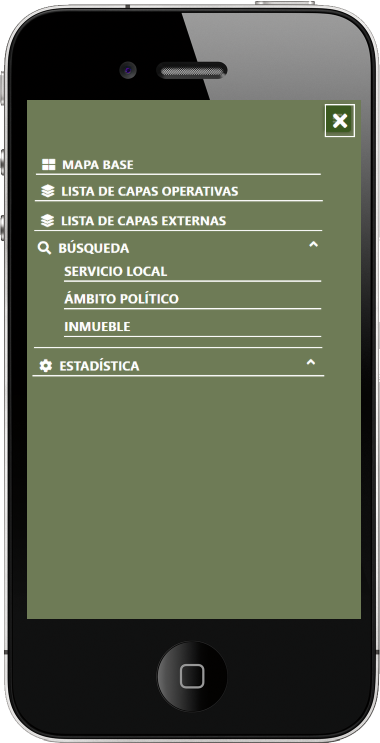 MAPA BASE
LISTA DE CAPAS OPERATIVAS
LISTA DE CAPAS EXTERNAS
BÚSQUEDA
SERVICIO LOCAL
ÁMBITO POLÍTICO
INMUEBLE
ESTADÍSTICA